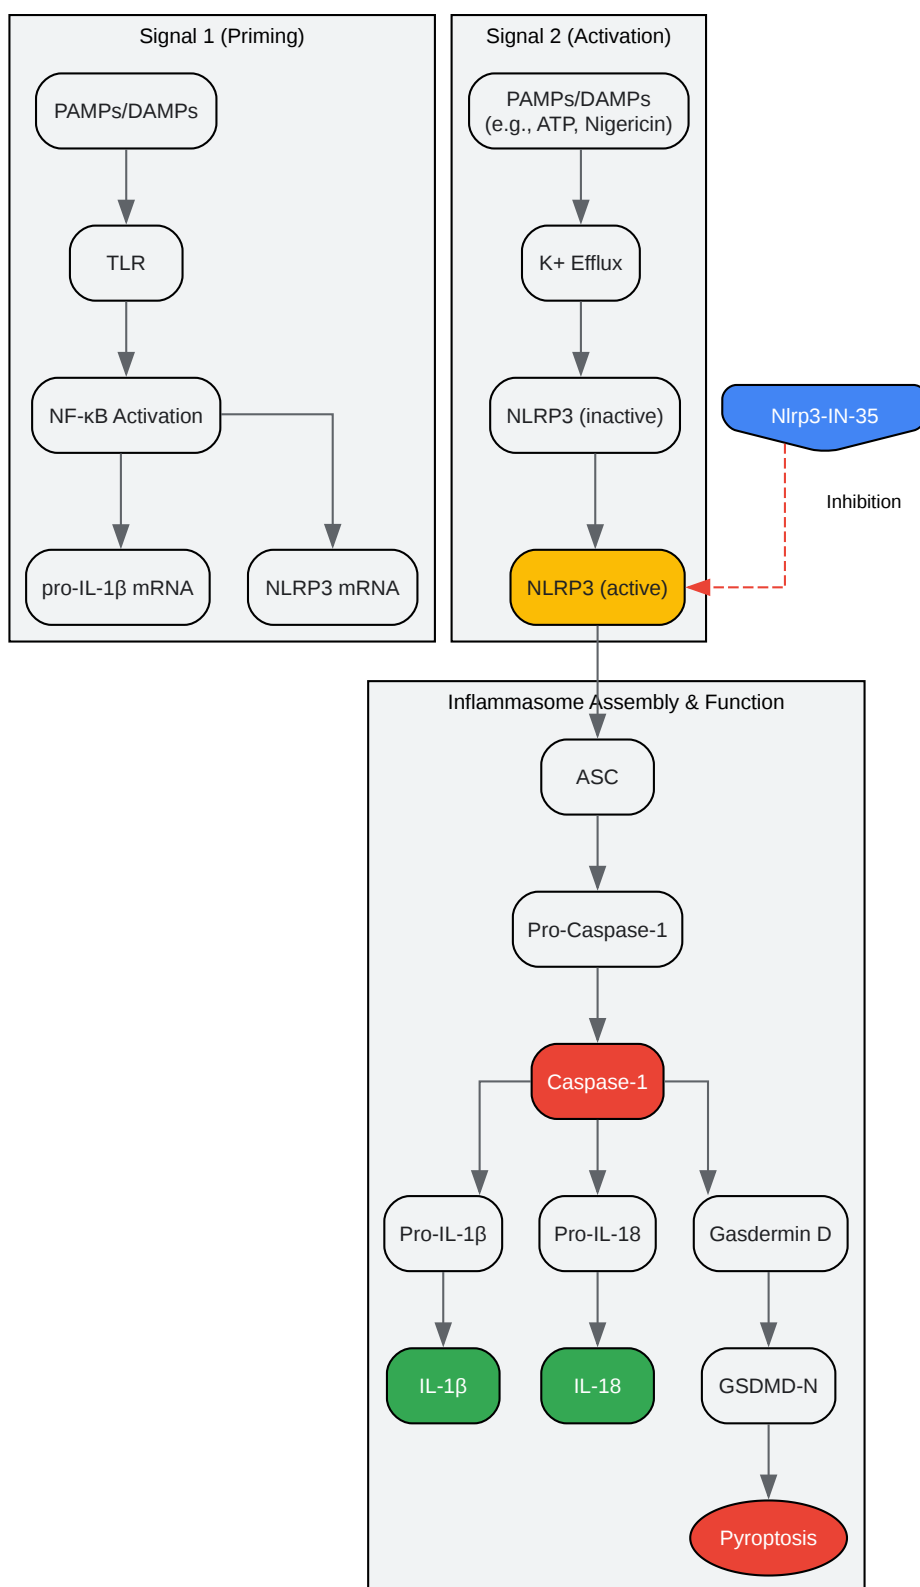 Signal 1 (Priming)
PAMPs/DAMPs
TLR
NF-κB Activation
pro-IL-1β mRNA
NLRP3 mRNA
Signal 2 (Activation)
PAMPs/DAMPs
(e.g., ATP, Nigericin)
K+ Efflux
NLRP3 (inactive)
NLRP3 (active)
Nlrp3-IN-35
Inhibition
Inflammasome Assembly & Function
ASC
Pro-Caspase-1
Caspase-1
Pro-IL-1β
Pro-IL-18
Gasdermin D
IL-1β
IL-18
GSDMD-N
Pyroptosis